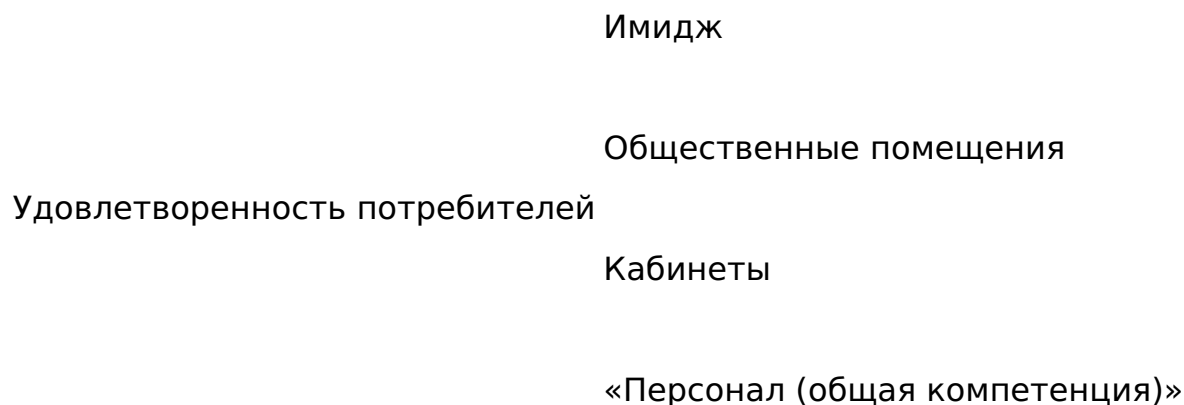 Имидж
Общественные помещения
Удовлетворенность потребителей
Кабинеты
«Персонал (общая компетенция)»